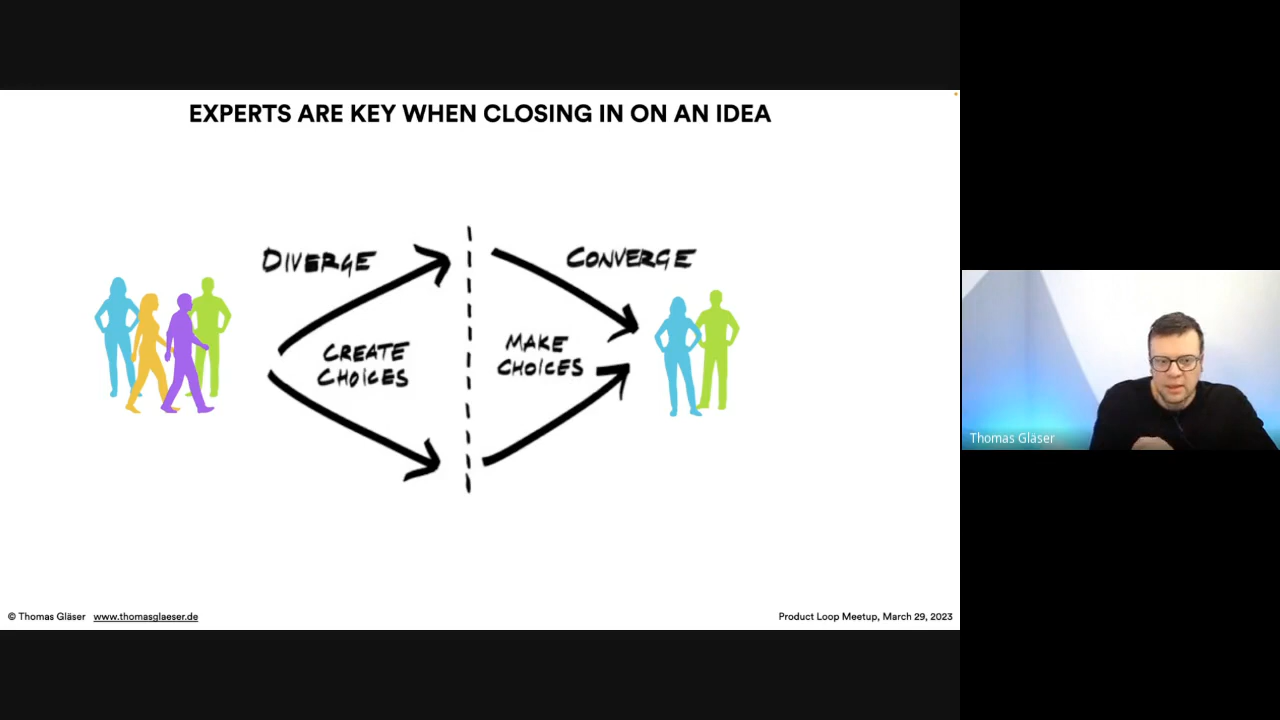 EXPERTS ARE KEY WHEN CLOSING IN ON AN IDEA
DIVERGE
CONVERGE
CREATE
CHOICES
MAKE
CHOICES
Thomas Gläser
© Thomas Gläser www.thomasglaeser.de
Product Loop Meetup, March 29, 2023